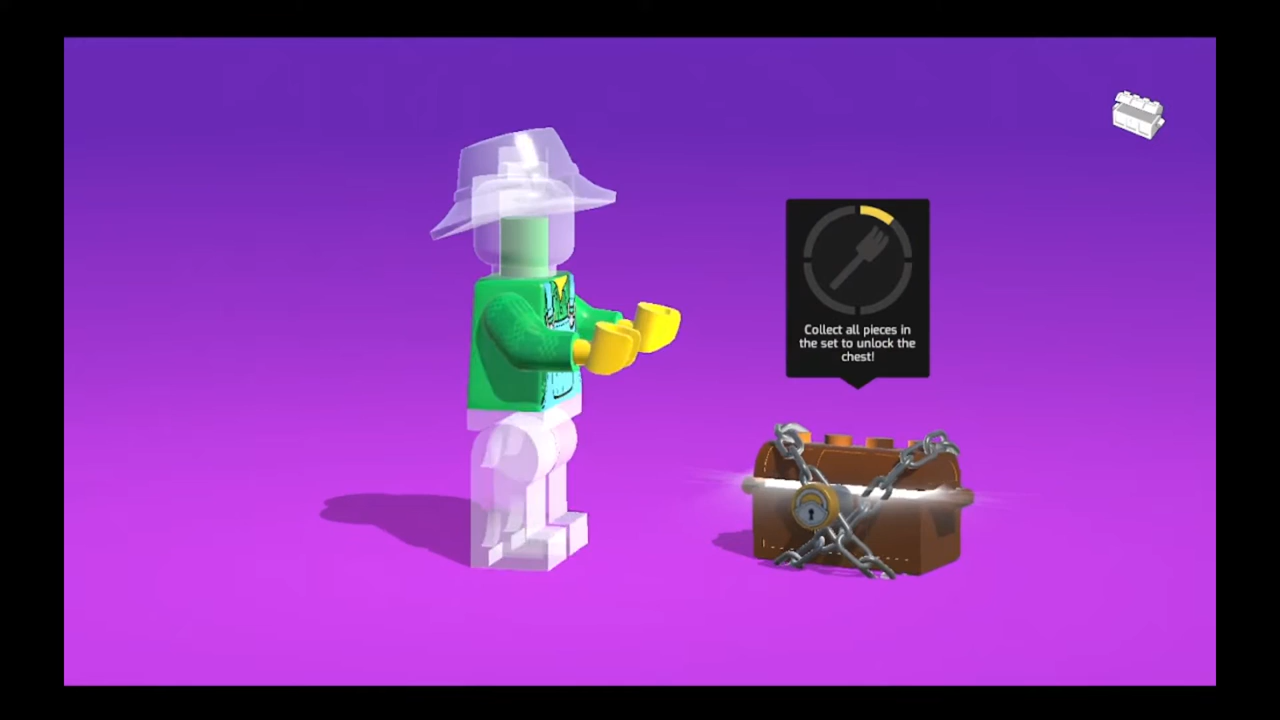 Collect all pieces in
the set to unlock the
chest!